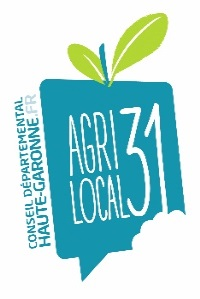 CONSEIL DÉPARTEMENTAL
HAUTE-GARONNE.FR
AGRI
LOCAL
31